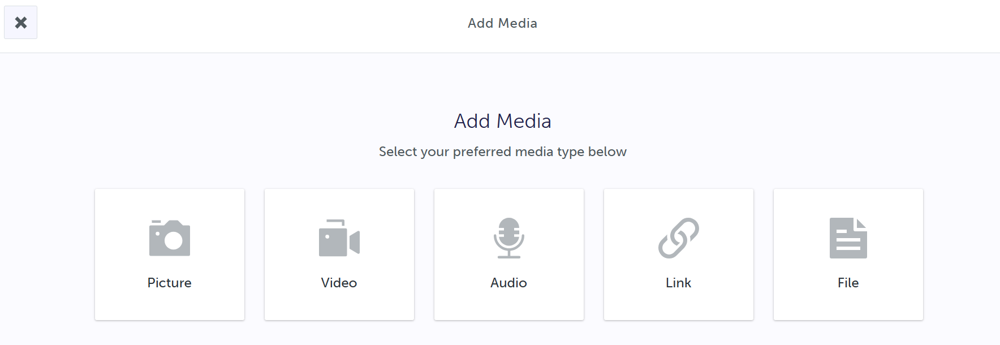 Add Media
Add Media
Select your preferred media type below
Picture
Video
Audio
Link
File